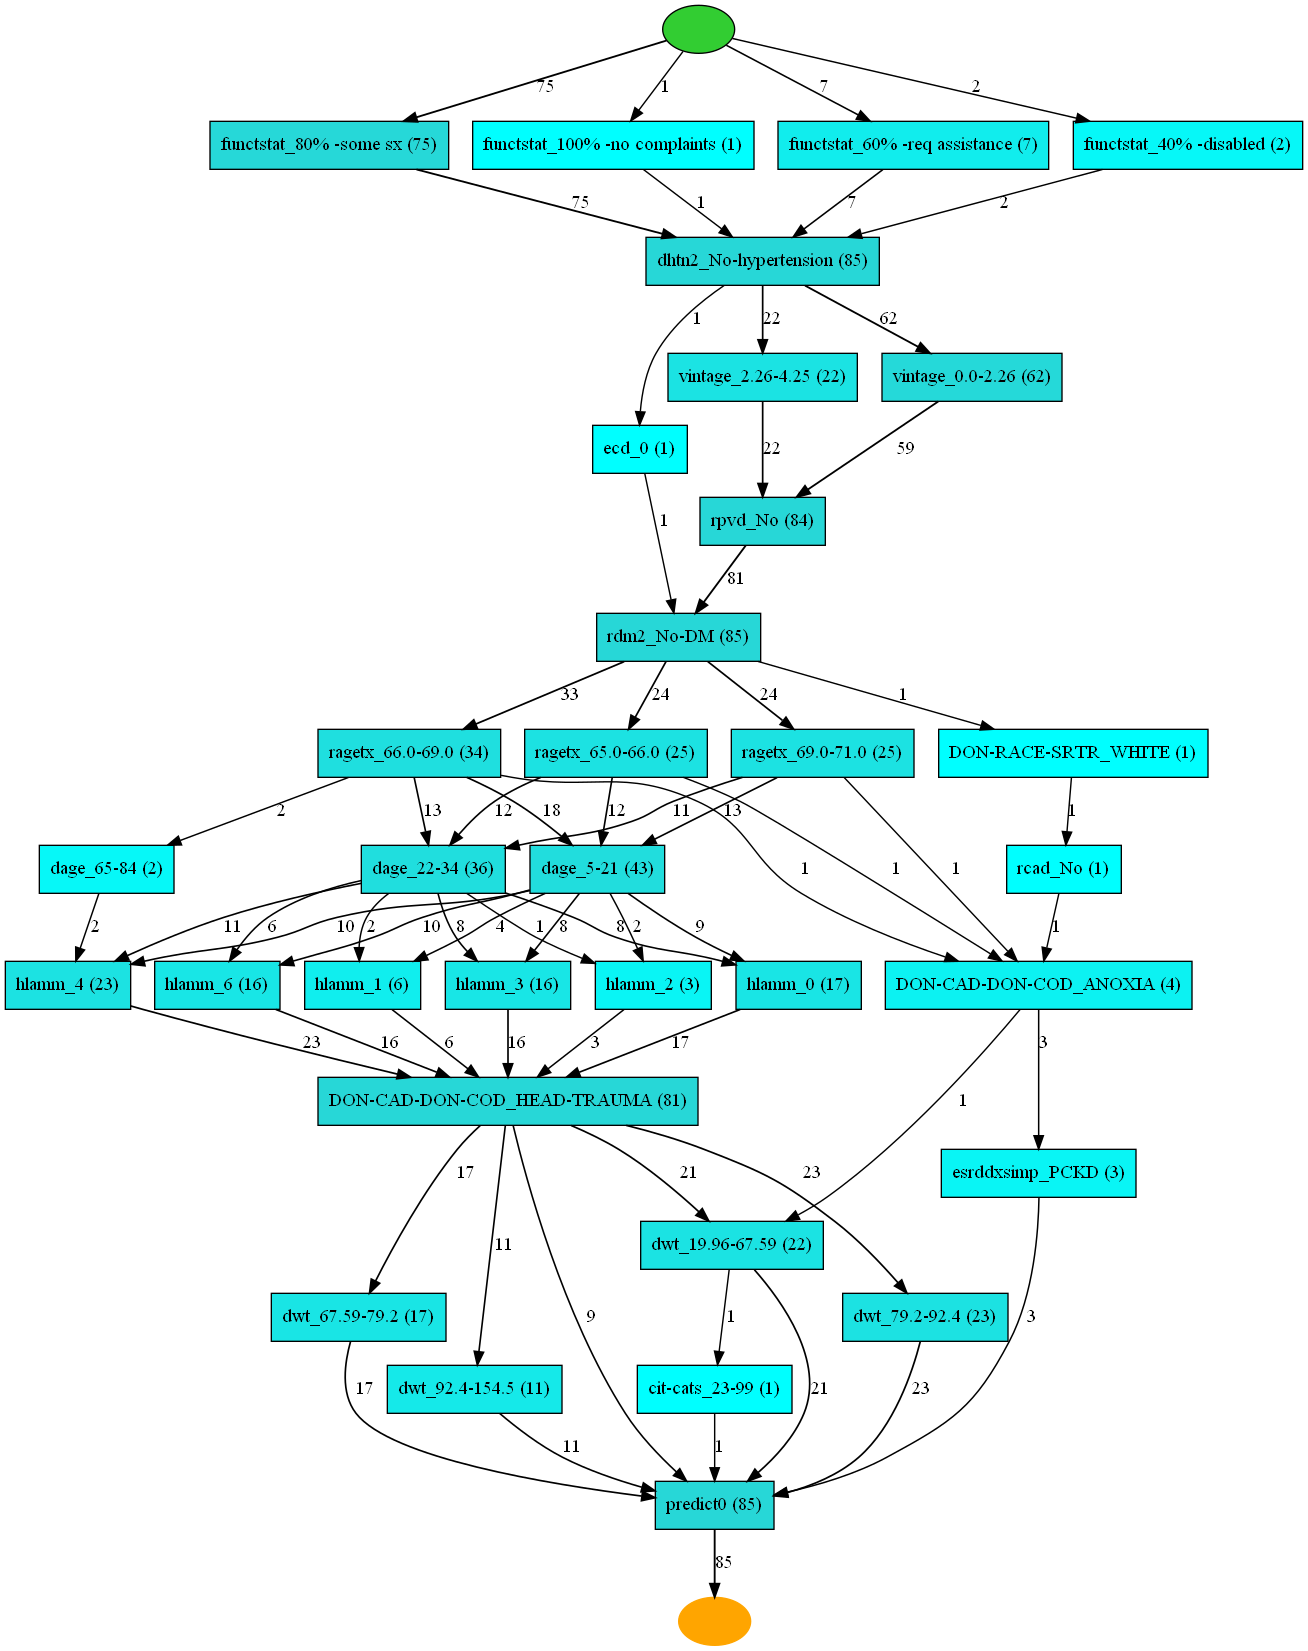 75
1
7
2
functstat_80% -some sx (75)
functstat_100% -no complaints (1)
functstat_60% -req assistance (7)
functstat_40% -disabled (2)
75
1
7
2
dhtn2_No-hypertension (85)
1
22
62
vintage_2.26-4.25 (22)
vintage_0.0-2.26 (62)
ecd_0 (1)
22
59
1
rpvd_No (84)
81
rdm2_No-DM (85)
33
24
24
1
ragetx_66.0-69.0 (34)
ragetx_65.0-66.0 (25)
ragetx_69.0-71.0 (25)
DON-RACE-SRTR_WHITE (1)
2
13
12
18
12
11
13
1
dage_65-84 (2)
dage_22-34 (36)
dage_5-21 (43)
1
1
1
rcad_No (1)
2
11
6
10
2
10
8
4
1
8
8
2
9
1
hlamm_4 (23)
hlamm_6 (16)
hlamm_1 (6)
hlamm_3 (16)
hlamm_2 (3)
hlamm_0 (17)
DON-CAD-DON-COD_ANOXIA (4)
23
16
6
16
3
17
3
DON-CAD-DON-COD_HEAD-TRAUMA (81)
1
17
21
23
esrddxsimp_PCKD (3)
11
dwt_19.96-67.59 (22)
dwt_67.59-79.2 (17)
9
1
dwt_79.2-92.4 (23)
3
17
dwt_92.4-154.5 (11)
cit-cats_23-99 (1)
21
23
11
1
predict0 (85)
85